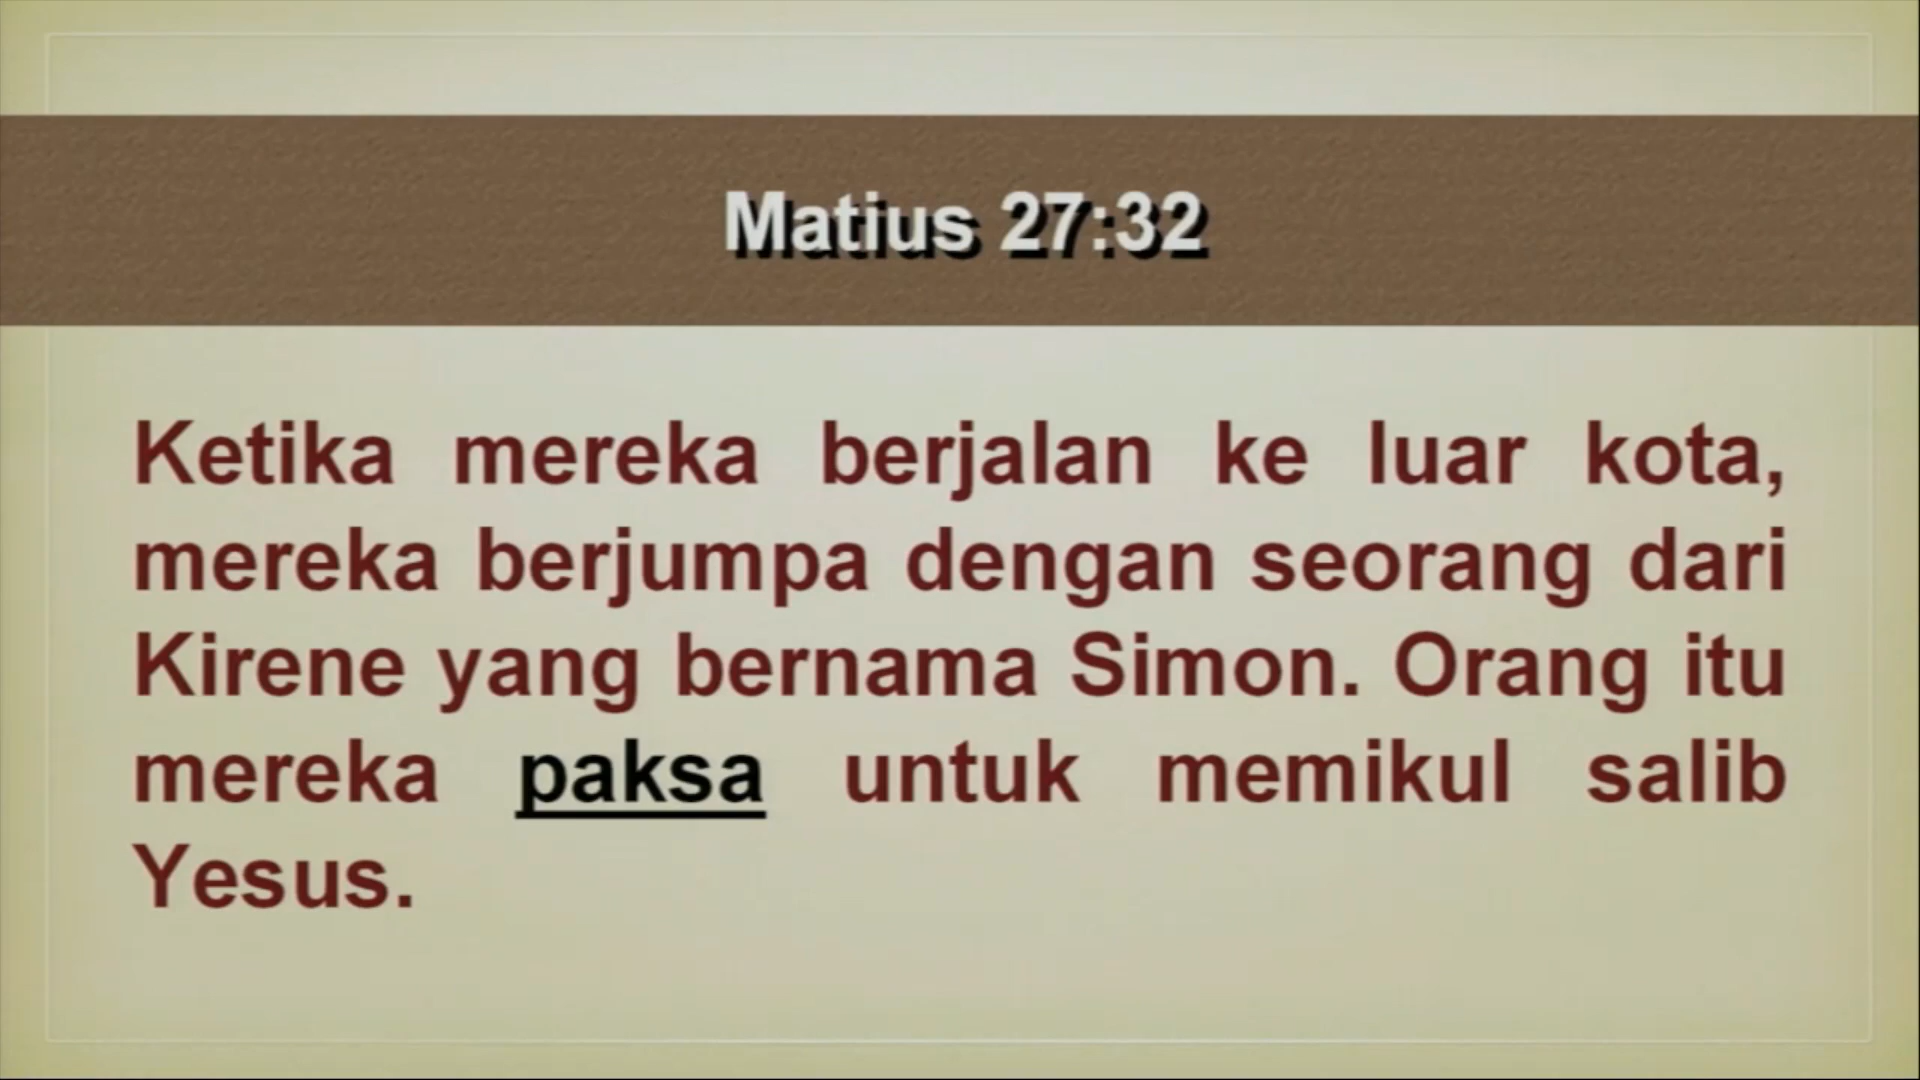 Matius 27:32
Ketika mereka berjalan ke luar kota,
mereka berjumpa dengan seorang dari
Kirene yang bernama Simon. Orang itu
mereka paksa untuk memikul salib
Yesus.